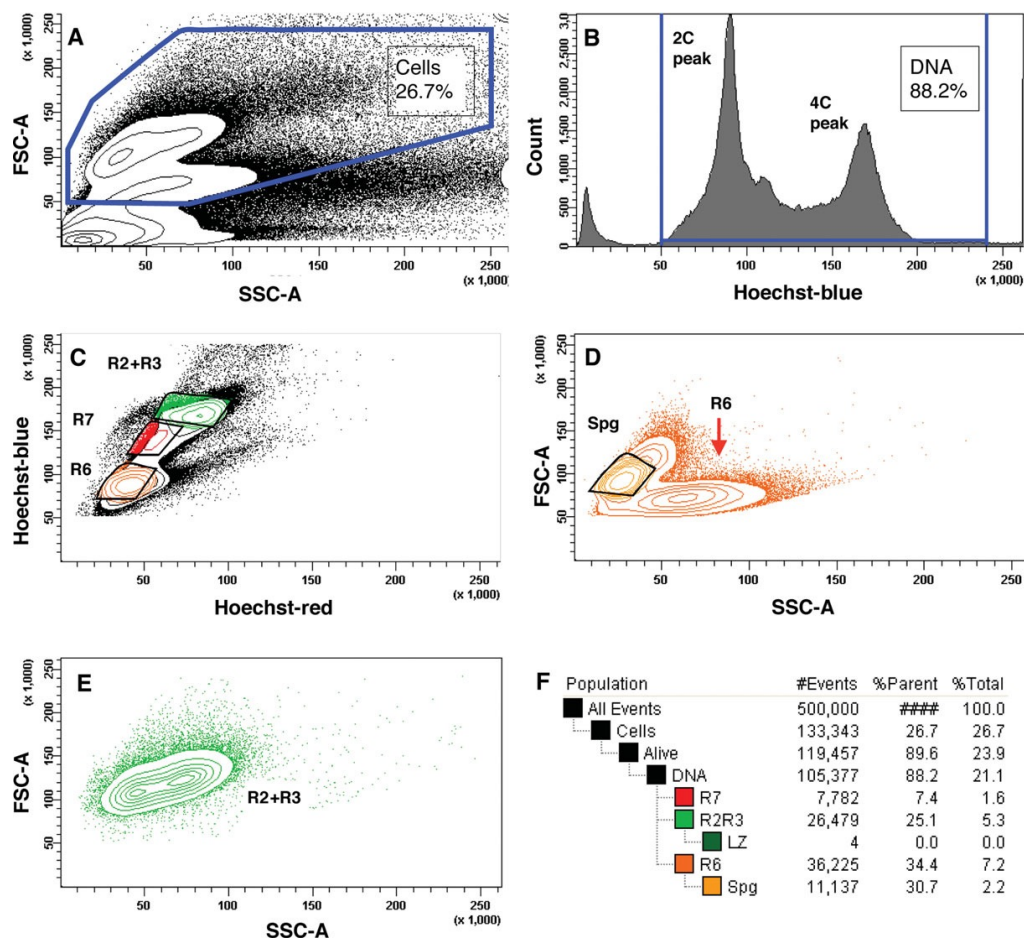 A
Cells
26.7%
FSC-A
(x 1,000)
50 100 150 200 250
50 100 150 200 250
(x 1,000)
SSC-A
B
2C
peak
4C
peak
DNA
88.2%
Count
0 500 1,000 1,500 2,000 2,500 3,0
50 100 150 200 250
(x 1,000)
Hoechst-blue
C
R2+R3
R7
R6
Hoechst-blue
(x 1,000)
50 100 150 200 250
50 100 150 200 250
(x 1,000)
Hoechst-red
D
Spg
R6
FSC-A
(x 1,000)
50 100 150 200 250
50 100 150 200 250
(x 1,000)
SSC-A
E
R2+R3
FSC-A
(x 1,000)
50 100 150 200 250
50 100 150 200 250
(x 1,000)
SSC-A
F
Population #Events %Parent %Total
All Events 500,000 #### 100.0
Cells 133,343 26.7 26.7
Alive 119,457 89.6 23.9
DNA 105,377 88.2 21.1
R7 7,782 7.4 1.6
R2R3 26,479 25.1 5.3
LZ 4 0.0 0.0
R6 36,225 34.4 7.2
Spg 11,137 30.7 2.2